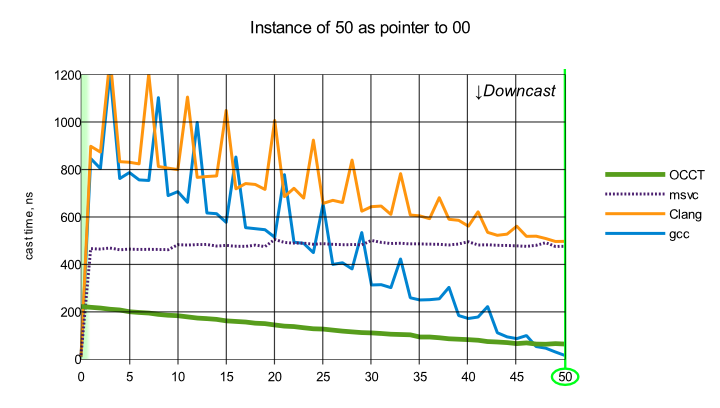 Instance of 50 as pointer to 00
↓Downcast
cast time, ns
1200
1000
800
600
400
200
0
0 5 10 15 20 25 30 35 40 45 50
OCCT
msvc
Clang
gcc